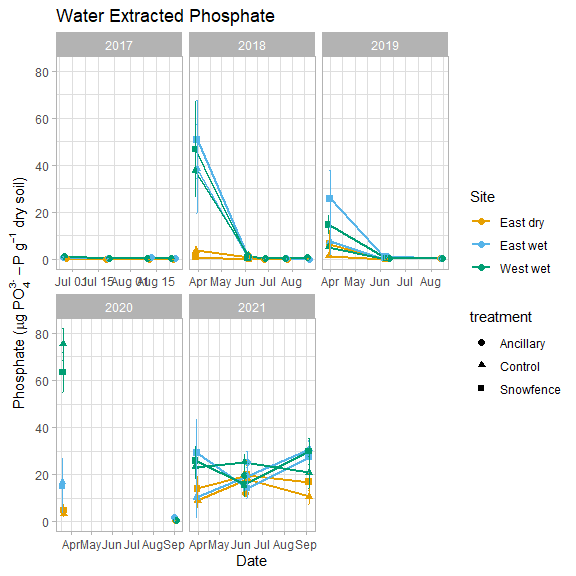 Water Extracted Phosphate
2017 2018 2019
80
60
40
20
0
Jul 01 Jul 15 Aug 01 Aug 15 Apr May Jun Jul Aug Apr May Jun Jul Aug
2020 2021
80
60
40
20
0
Apr May Jun Jul Aug Sep Apr May Jun Jul Aug Sep
Date
Phosphate (μg PO₄³⁻ −P g⁻¹ dry soil)
Site
East dry
East wet
West wet
treatment
Ancillary
Control
Snowfence